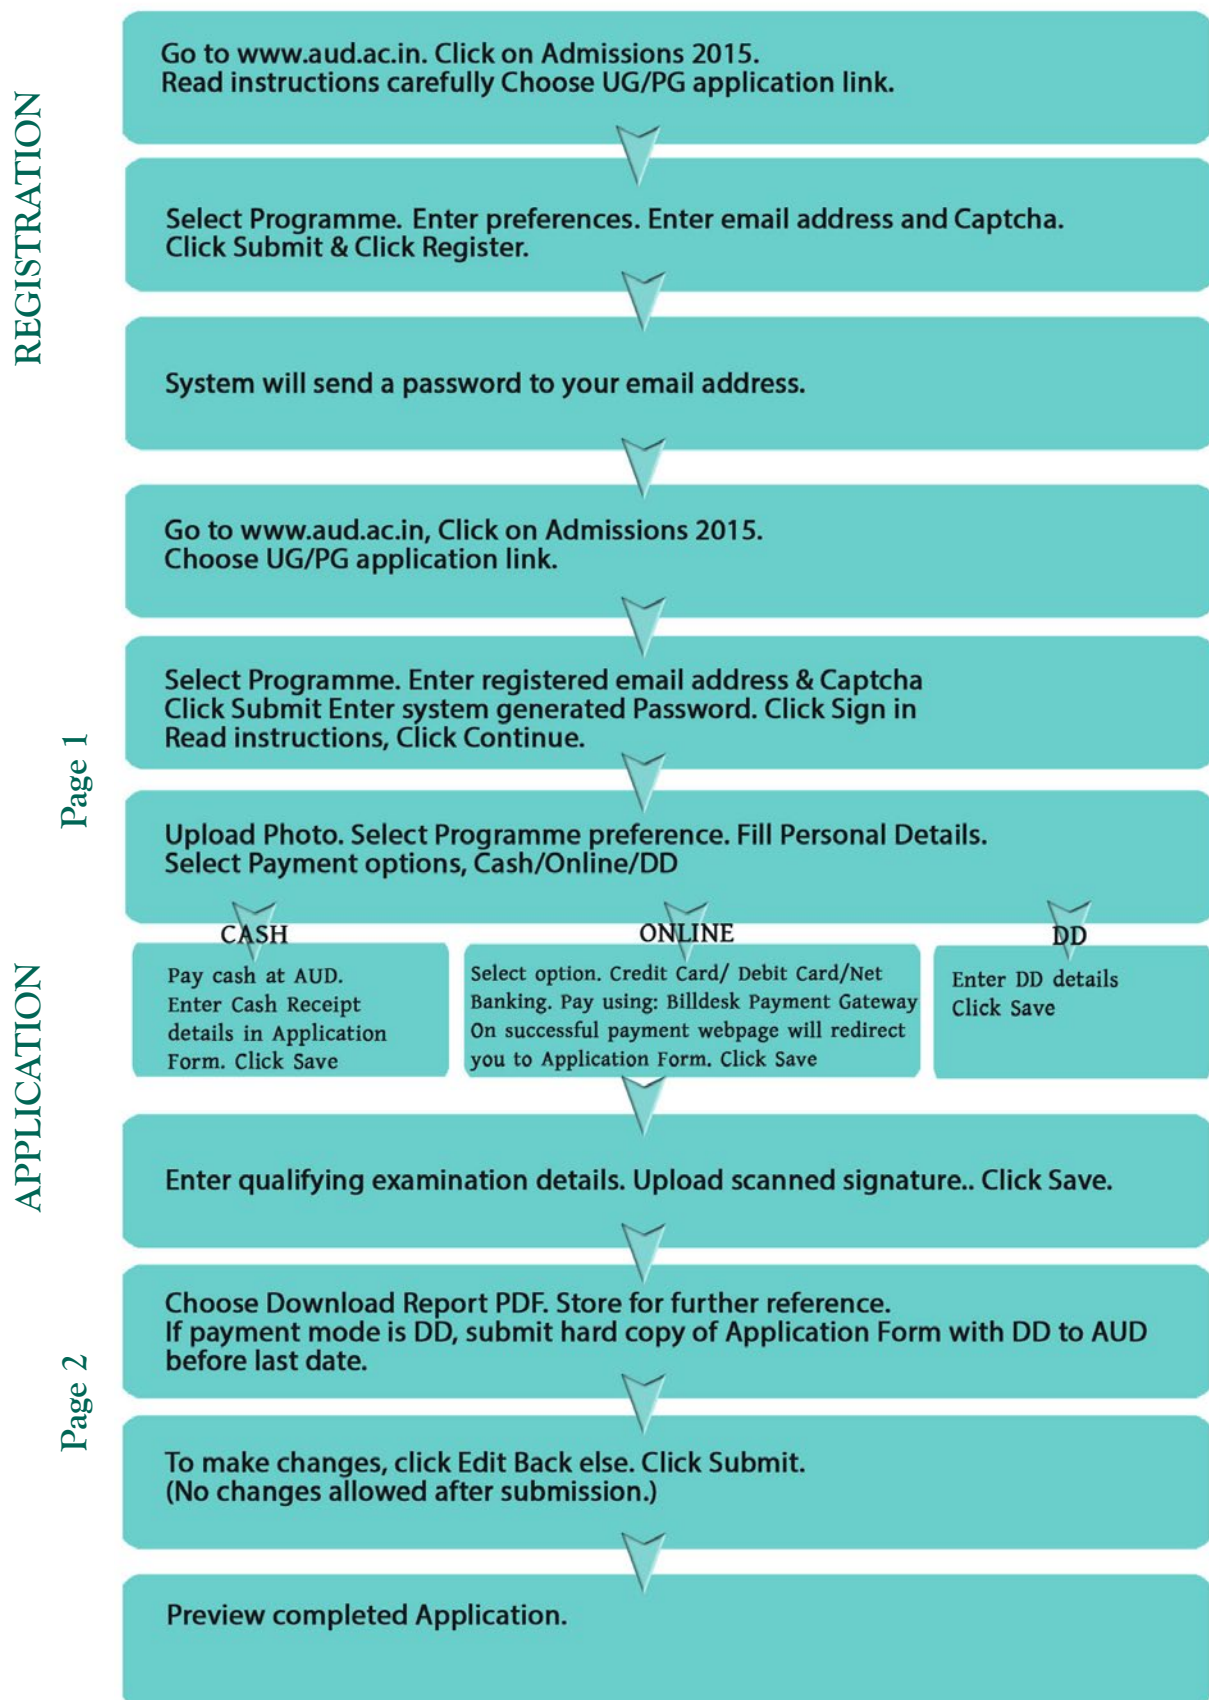 REGISTRATION
Go to www.aud.ac.in. Click on Admissions 2015.
Read instructions carefully Choose UG/PG application link.
Select Programme. Enter preferences. Enter email address and Captcha.
Click Submit & Click Register.
System will send a password to your email address.
Go to www.aud.ac.in, Click on Admissions 2015.
Choose UG/PG application link.
Page 1
Select Programme. Enter registered email address & Captcha
Click Submit Enter system generated Password. Click Sign in
Read instructions, Click Continue.
Upload Photo. Select Programme preference. Fill Personal Details.
Select Payment options, Cash/Online/DD
APPLICATION
CASH
Pay cash at AUD.
Enter Cash Receipt
details in Application
Form. Click Save
ONLINE
Select option. Credit Card/ Debit Card/Net
Banking. Pay using: Billdesk Payment Gateway
On successful payment webpage will redirect
you to Application Form. Click Save
DD
Enter DD details
Click Save
Enter qualifying examination details. Upload scanned signature.. Click Save.
Page 2
Choose Download Report PDF. Store for further reference.
If payment mode is DD, submit hard copy of Application Form with DD to AUD
before last date.
To make changes, click Edit Back else. Click Submit.
(No changes allowed after submission.)
Preview completed Application.